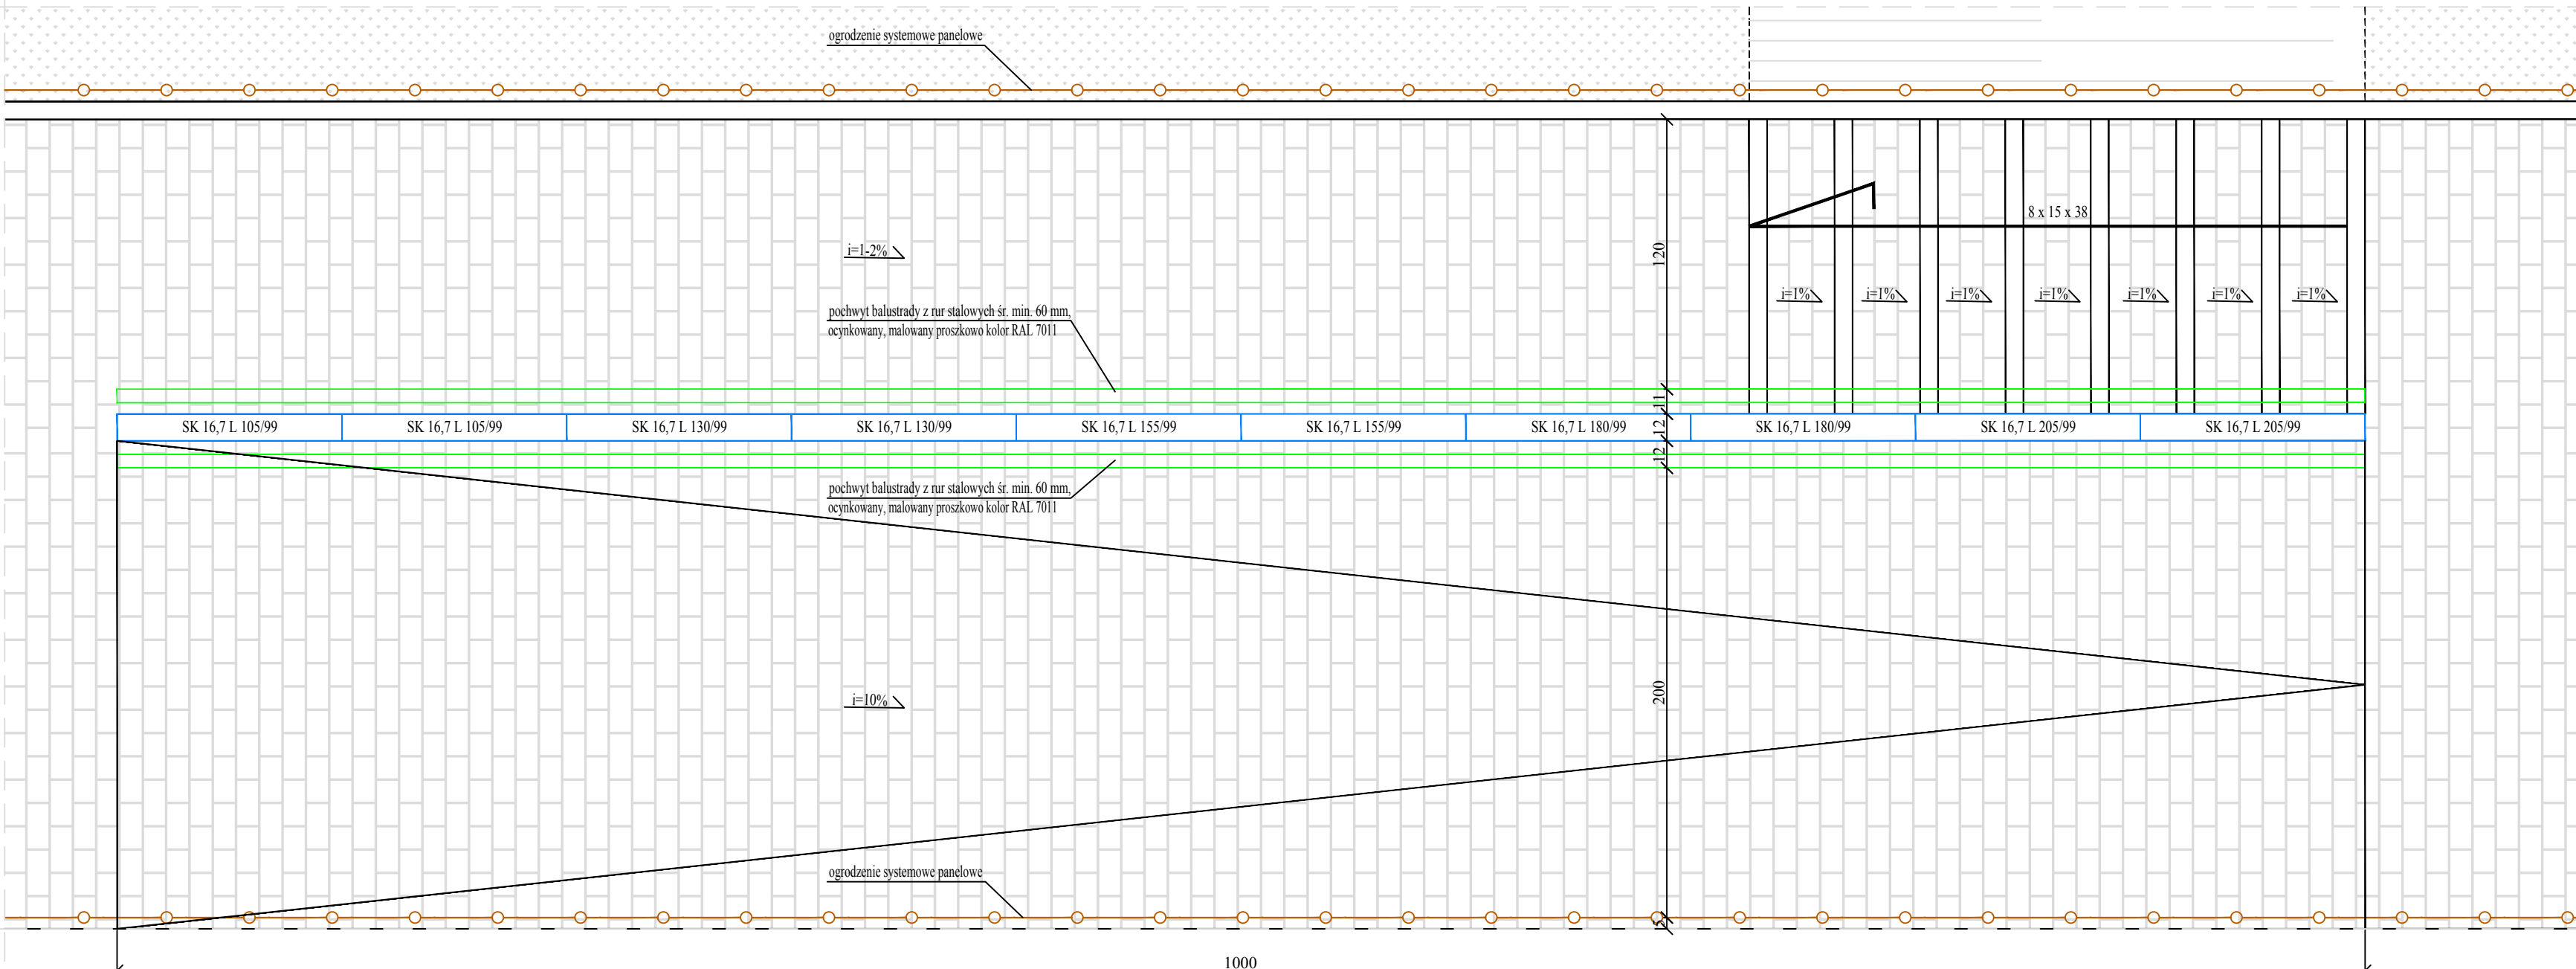 ogrodzenie systemowe panelowe
8 x 15 x 38
i=1-2%
120
i=1%
i=1%
i=1%
i=1%
i=1%
i=1%
i=1%
pochwyt balustrady z rur stalowych śr. min. 60 mm,
ocynkowany, malowany proszkowo kolor RAL 7011
11
SK 16,7 L 105/99
SK 16,7 L 105/99
SK 16,7 L 130/99
SK 16,7 L 130/99
SK 16,7 L 155/99
SK 16,7 L 155/99
SK 16,7 L 180/99
12
SK 16,7 L 180/99
SK 16,7 L 205/99
SK 16,7 L 205/99
12
pochwyt balustrady z rur stalowych śr. min. 60 mm,
ocynkowany, malowany proszkowo kolor RAL 7011
i=10%
200
ogrodzenie systemowe panelowe
1000